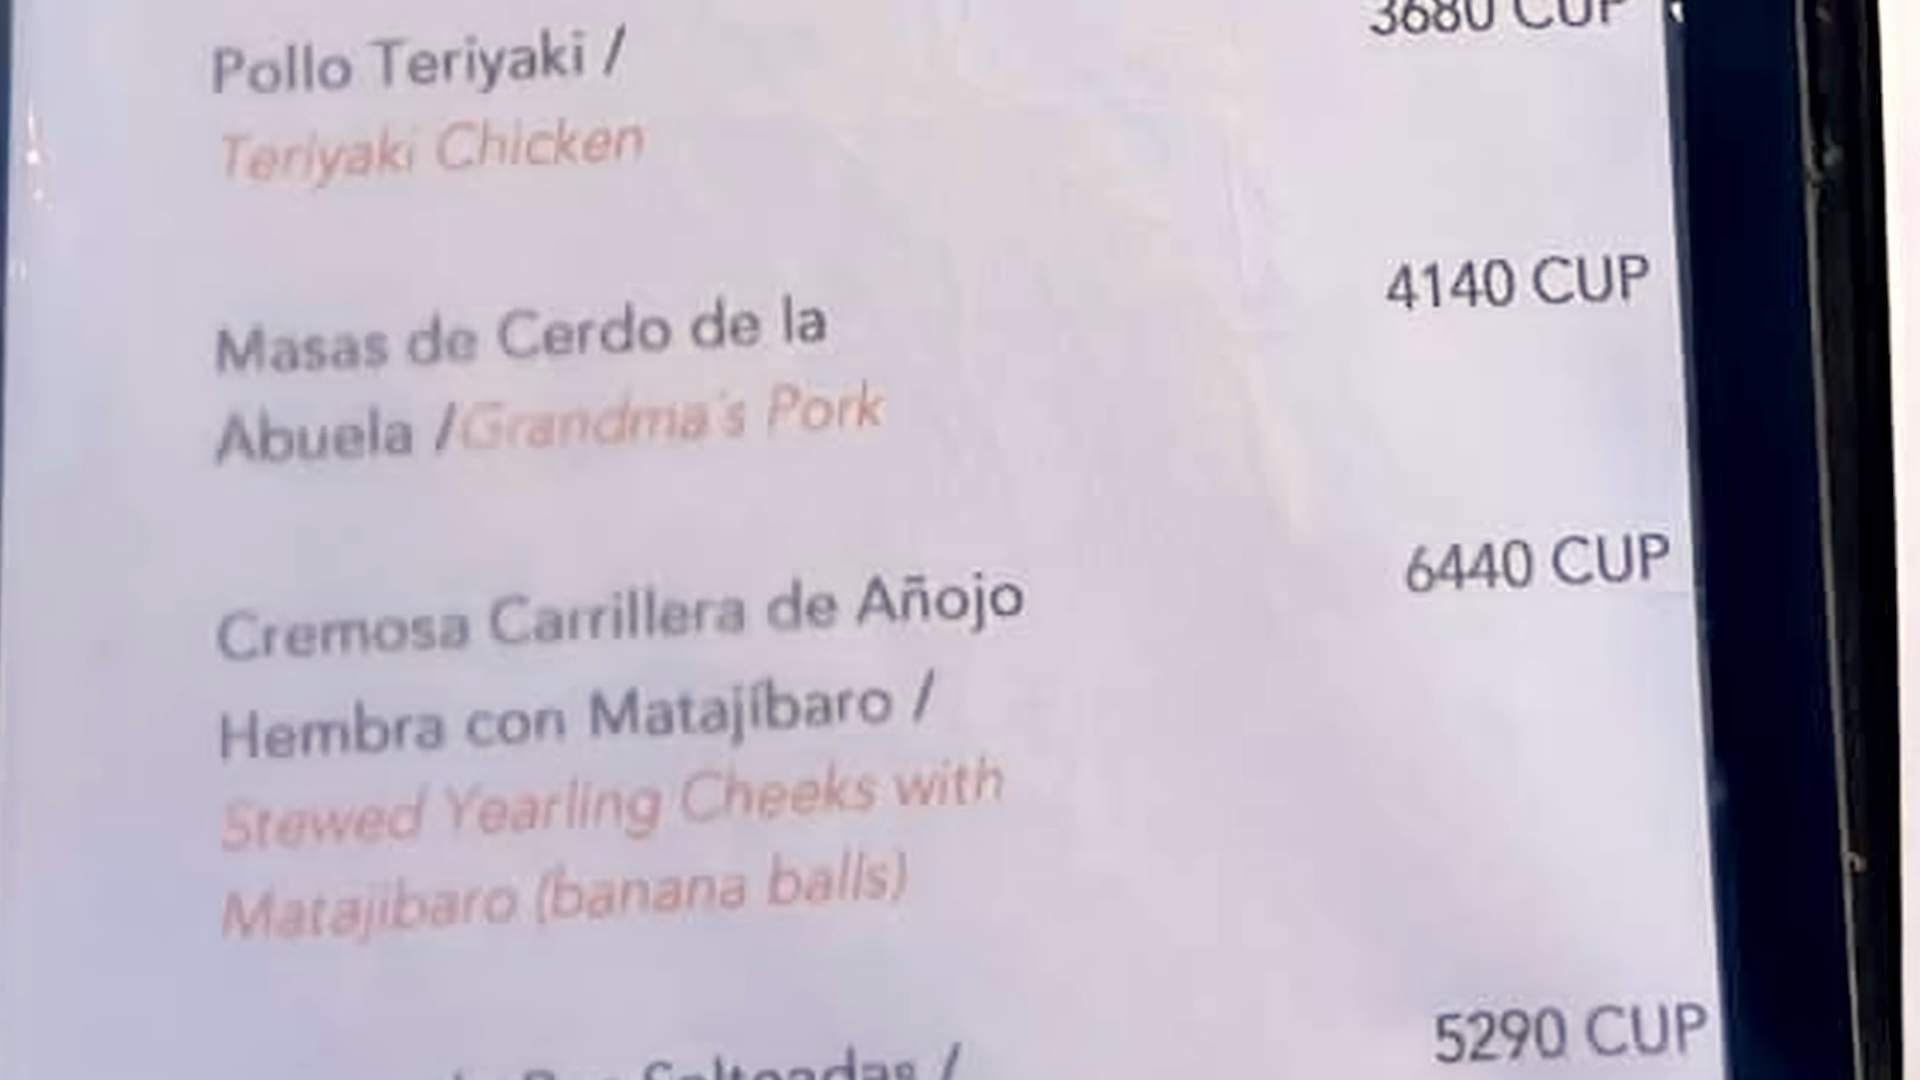 Pollo Teriyaki / 3680 CUP
Teriyaki Chicken
Masas de Cerdo de la 4140 CUP
Abuela /Grandma's Pork
Cremosa Carrillera de Añojo 6440 CUP
Hembra con Matajíbaro /
Stewed Yearling Cheeks with
Matajibaro (banana balls)
Salteadas / 5290 CUP